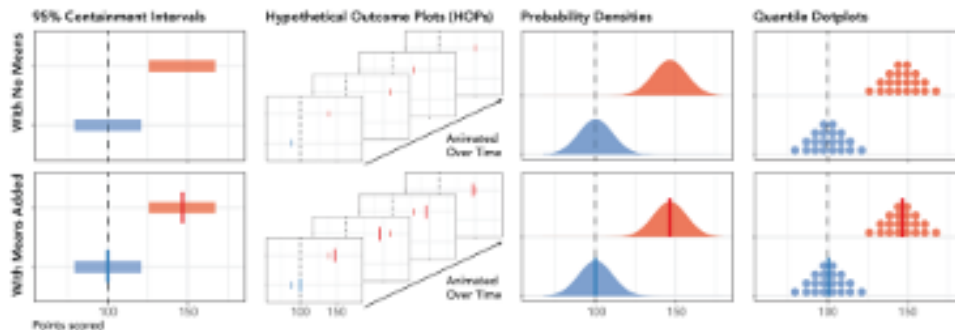 95% Containment Intervals
Hypothetical Outcome Plots (HOPs)
Probability Densities
Quantile Dotplots
With No Means
Animated
Over Time
With Means Added
Animated
Over Time
100 150
100 150
100 150
100 150
Points scored